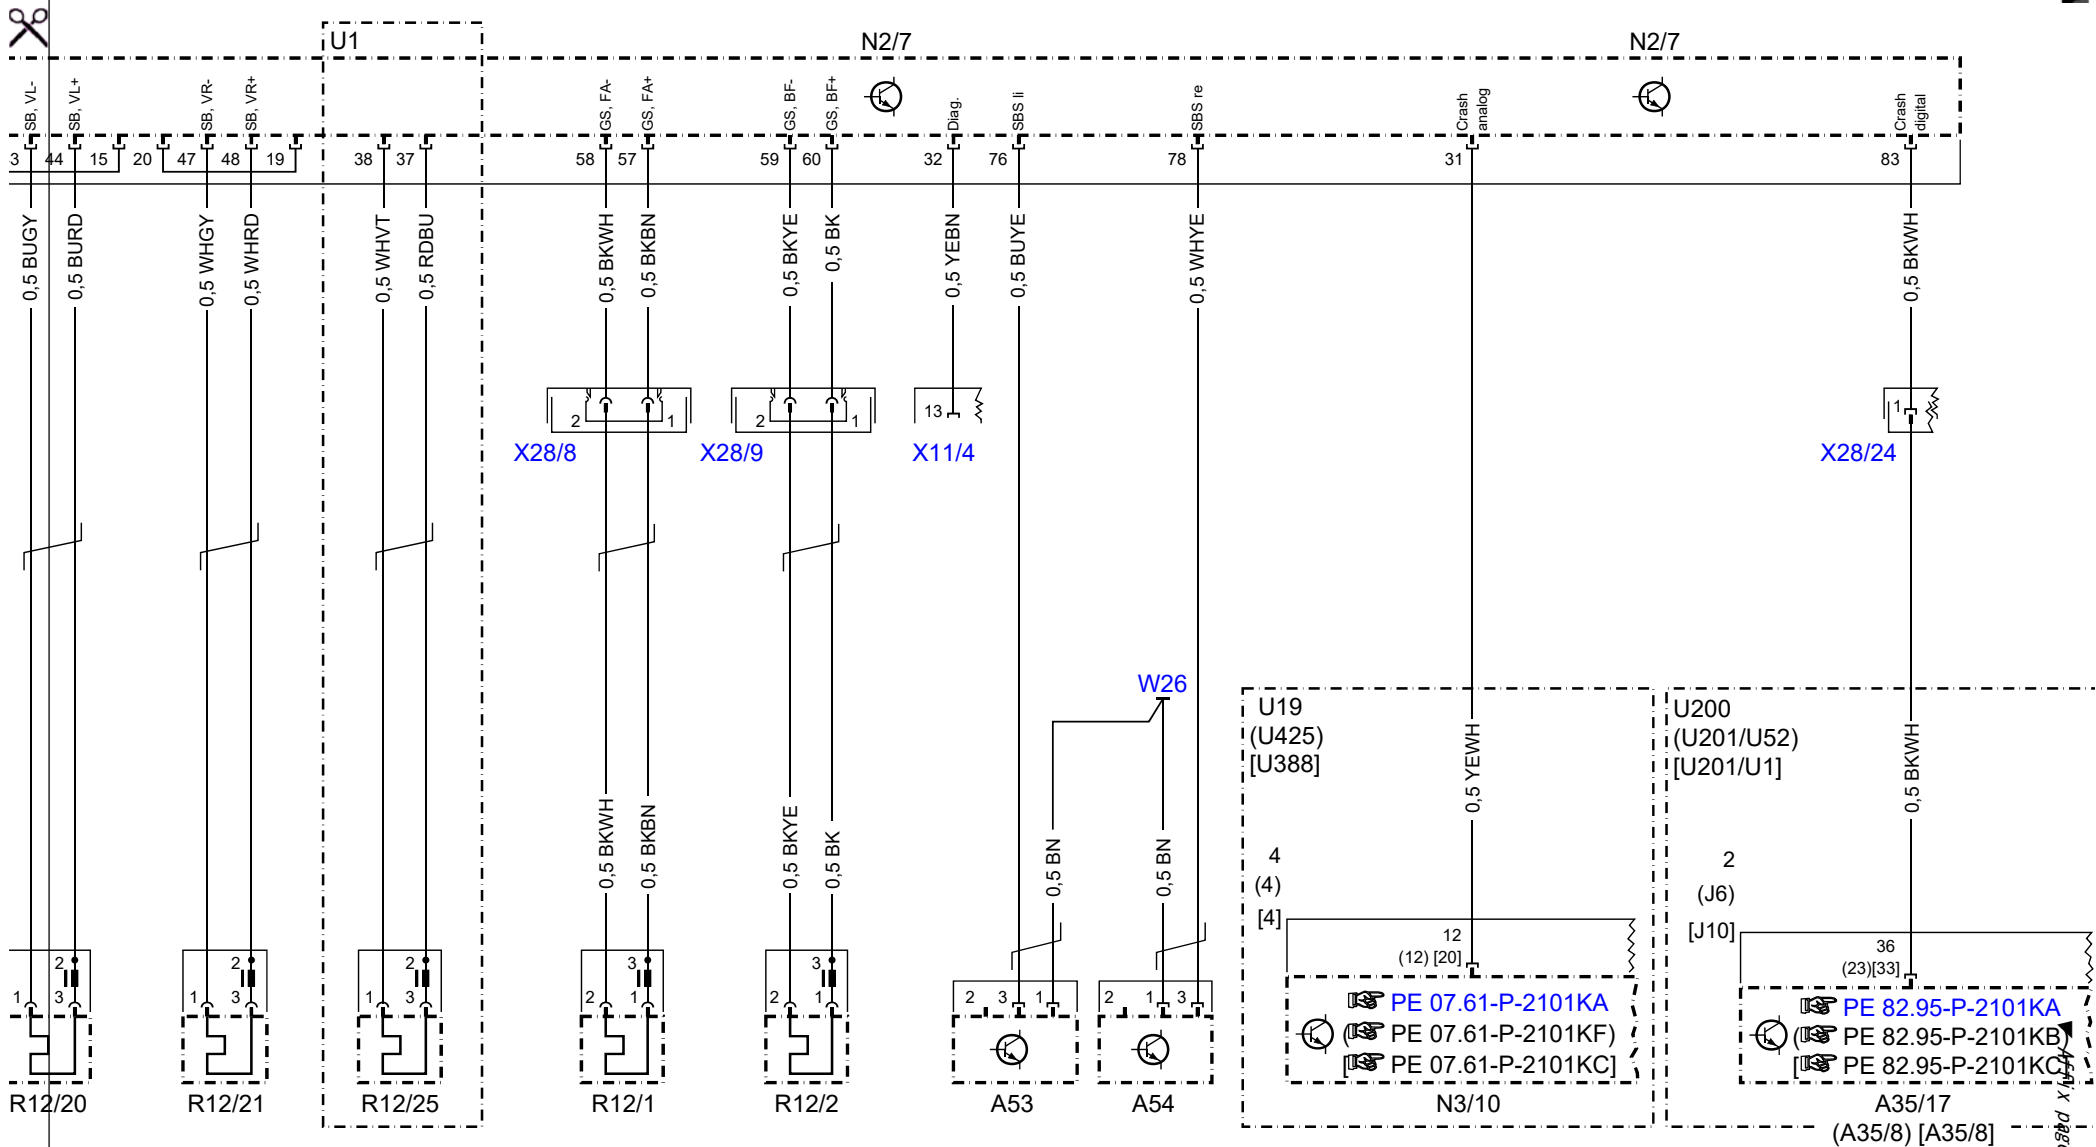 U1
N2/7
N2/7
SB, VL-
SB, VL+
SB, VR-
SB, VR+
GS, FA-
GS, FA+
GS, BF-
GS, BF+
Diag.
SBS li
SBS re
Crash
analog
Crash
digital
3
44
15
20
47
48
19
38
37
58
57
59
60
32
76
78
31
83
0,5 BUGY
0,5 BURD
0,5 WHGY
0,5 WHRD
0,5 WHVT
0,5 RDBU
0,5 BKWH
0,5 BKBN
0,5 BKYE
0,5 BK
0,5 YEBN
0,5 BUYE
0,5 WHYE
0,5 BKWH
2
1
2
1
13
1
X28/8
X28/9
X11/4
X28/24
W26
U19
(U425)
[U388]
U200
(U201/U52)
[U201/U1]
0,5 BKWH
0,5 BKBN
0,5 BKYE
0,5 BK
0,5 BN
0,5 BN
0,5 YEWH
0,5 BKWH
4
(4)
[4]
2
(J6)
[J10]
12
(12) [20]
36
(23)[33]
2
1
3
2
1
3
2
1
3
3
2
1
3
2
1
2
3
1
2
1
3
PE 07.61-P-2101KA
(PE 07.61-P-2101KF)
[PE 07.61-P-2101KC]
PE 82.95-P-2101KA
(PE 82.95-P-2101KB)
[PE 82.95-P-2101KC]
R12/20
R12/21
R12/25
R12/1
R12/2
A53
A54
N3/10
A35/17
(A35/8) [A35/8]